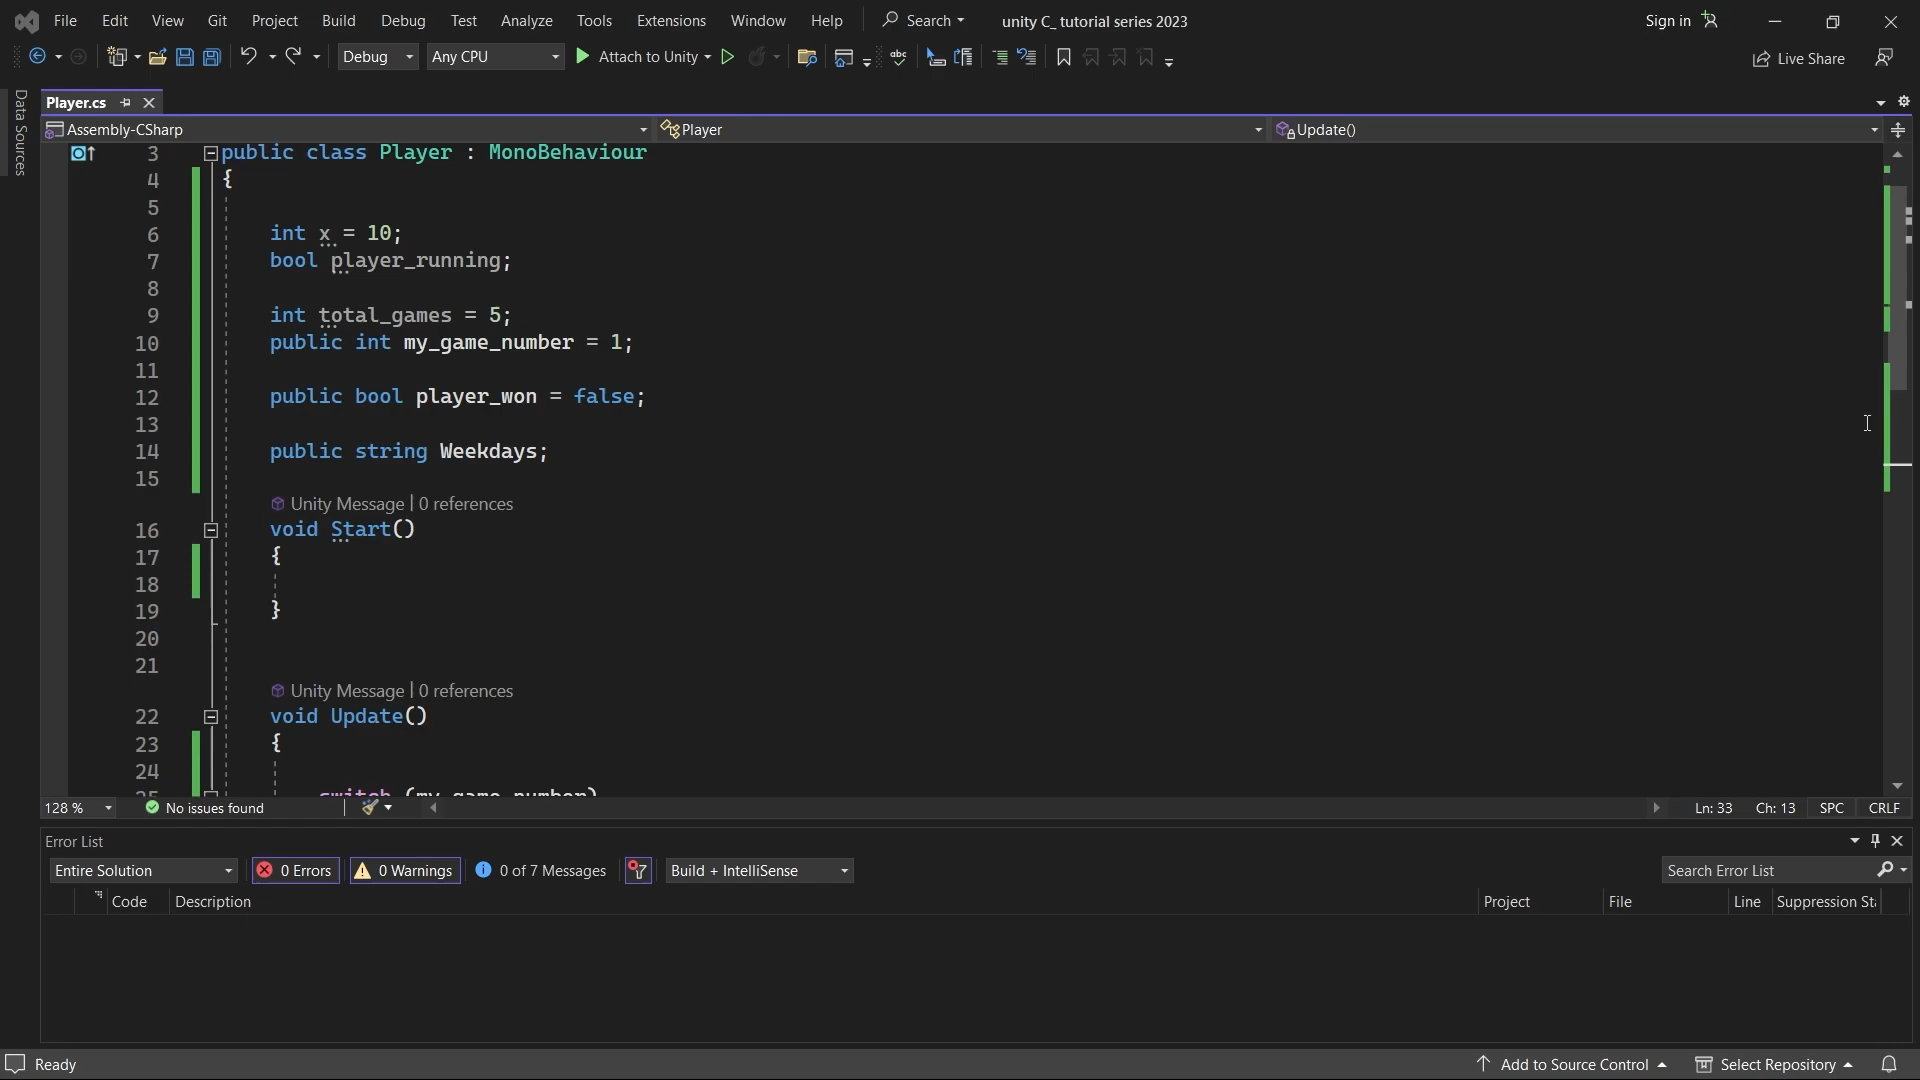 File Edit View Git Project Build Debug Test Analyze Tools Extensions Window Help Search unity C_ tutorial series 2023 Sign in
Debug Any CPU Attach to Unity Live Share
Data Sources
Player.cs
Assembly-CSharp Player Update()
3 public class Player : MonoBehaviour
4 {
5
6 int x = 10;
7 bool player_running;
8
9 int total_games = 5;
10 public int my_game_number = 1;
11
12 public bool player_won = false;
13
14 public string Weekdays;
15
Unity Message | 0 references
16 void Start()
17 {
18
19 }
20
21
Unity Message | 0 references
22 void Update()
23 {
24
25 switch (my_game_number)
128 % No issues found Ln: 33 Ch: 13 SPC CRLF
Error List
Entire Solution 0 Errors 0 Warnings 0 of 7 Messages Build + IntelliSense Search Error List
Code Description Project File Line Suppression
Ready Add to Source Control Select Repository